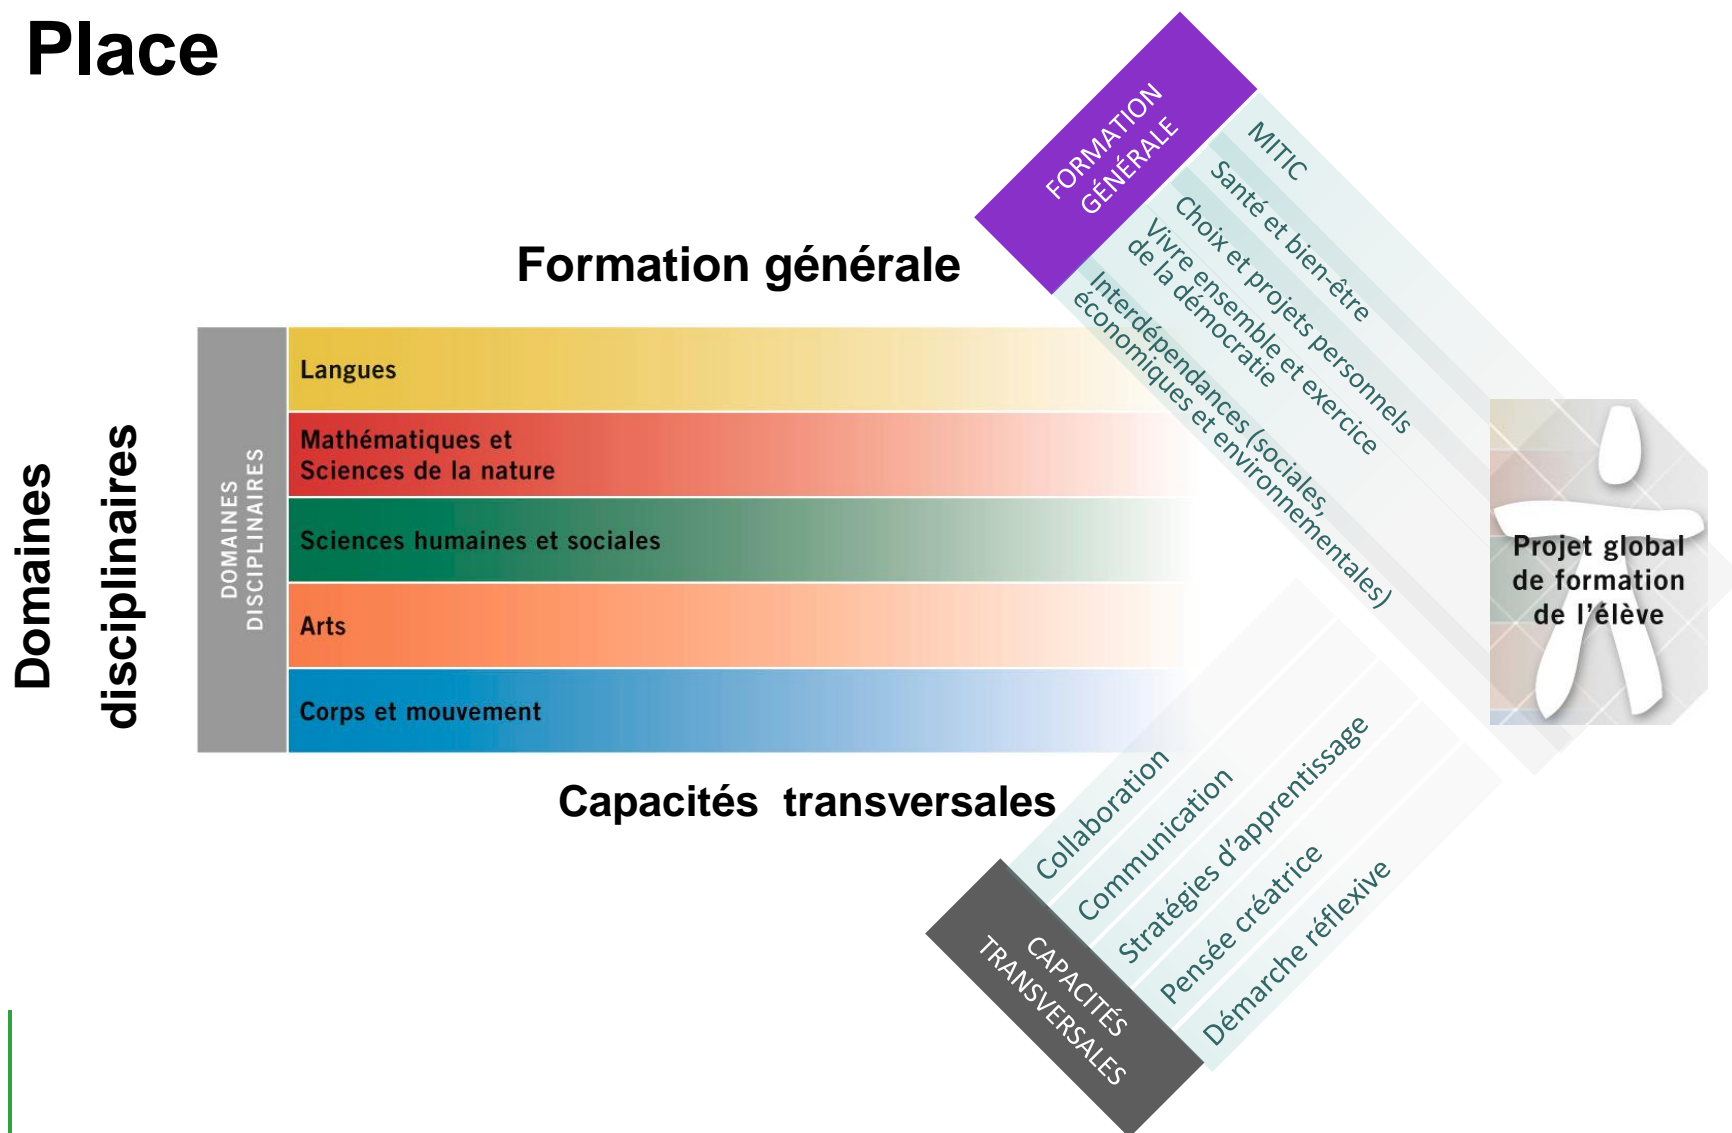 Place
FORMATION
GÉNÉRALE
MITIC
Santé et bien-être
Choix et projets personnels
Vivre ensemble et exercice
de la démocratie
Interdépendances (sociales,
économiques et environnementales)
Formation générale
Domaines
disciplinaires
DOMAINES
DISCIPLINAIRES
Langues
Mathématiques et
Sciences de la nature
Sciences humaines et sociales
Arts
Corps et mouvement
Projet global
de formation
de l'élève
Capacités transversales
CAPACITÉS
TRANSVERSALES
Collaboration
Communication
Stratégies d'apprentissage
Pensée créatrice
Démarche réflexive